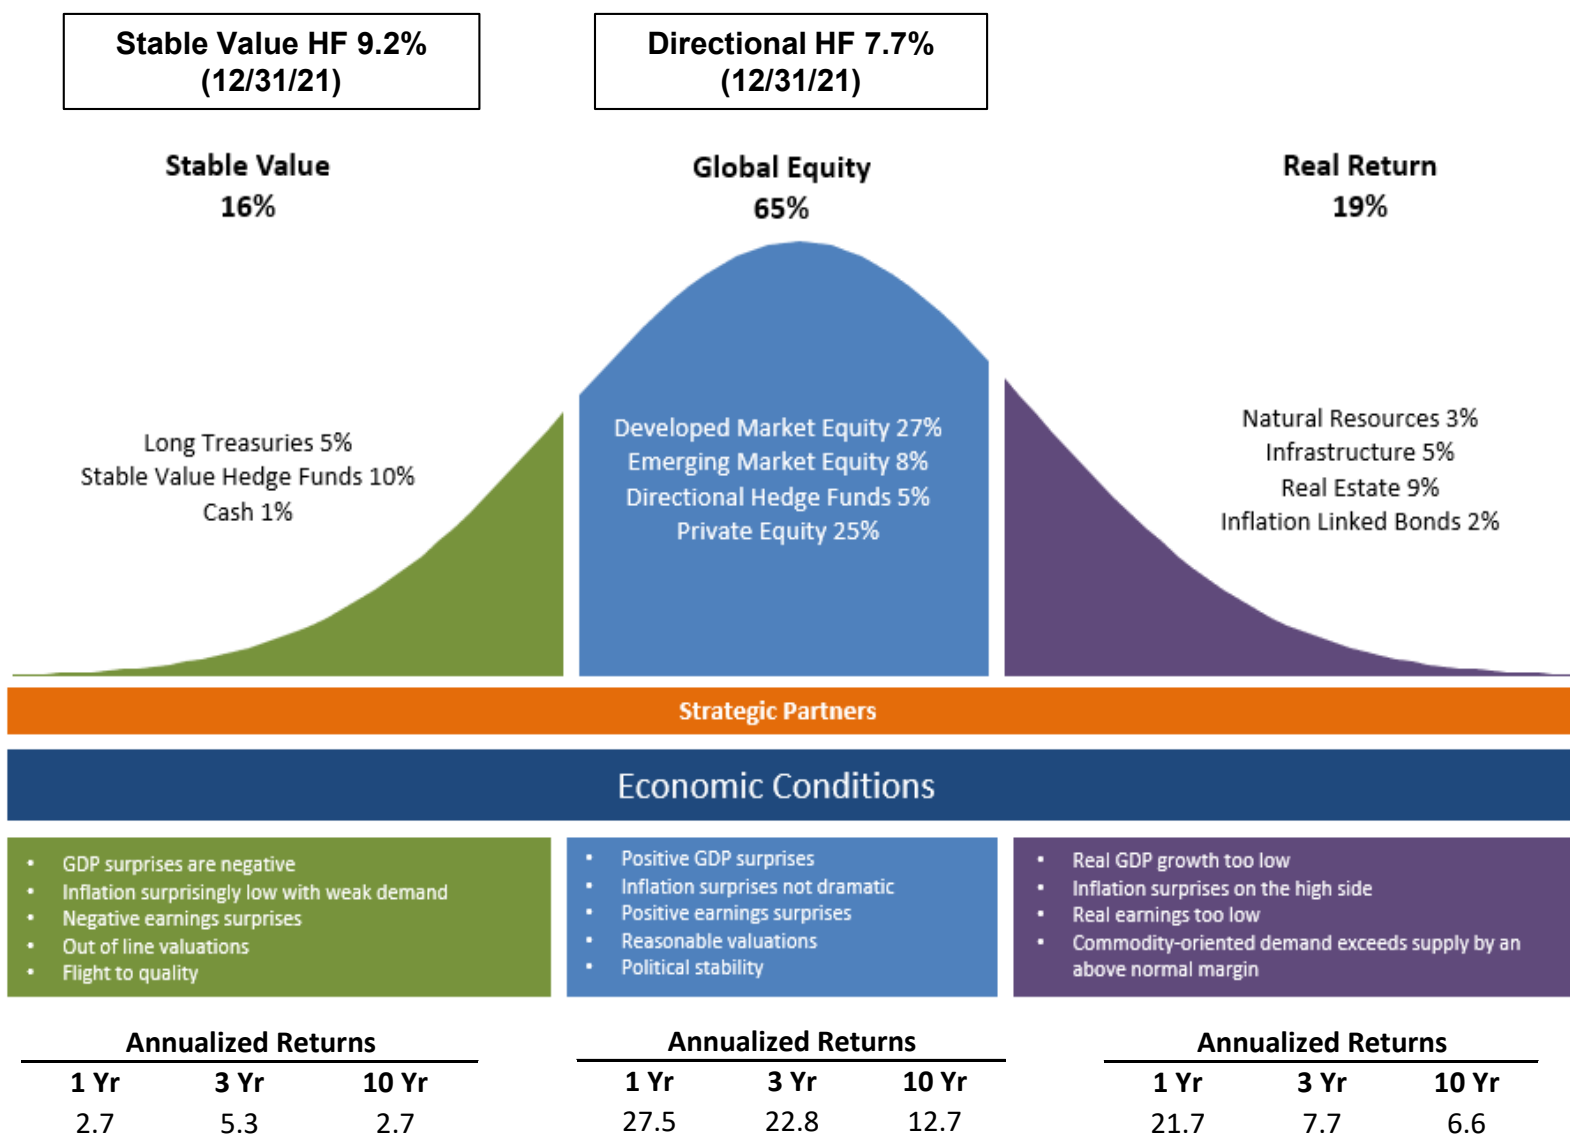 Stable Value HF 9.2%
(12/31/21)
Directional HF 7.7%
(12/31/21)
Stable Value
16%
Global Equity
65%
Real Return
19%
Long Treasuries 5%
Stable Value Hedge Funds 10%
Cash 1%
Developed Market Equity 27%
Emerging Market Equity 8%
Directional Hedge Funds 5%
Private Equity 25%
Natural Resources 3%
Infrastructure 5%
Real Estate 9%
Inflation Linked Bonds 2%
Strategic Partners
Economic Conditions
• GDP surprises are negative
• Inflation surprisingly low with weak demand
• Negative earnings surprises
• Out of line valuations
• Flight to quality
• Positive GDP surprises
• Inflation surprises not dramatic
• Positive earnings surprises
• Reasonable valuations
• Political stability
• Real GDP growth too low
• Inflation surprises on the high side
• Real earnings too low
• Commodity-oriented demand exceeds supply by an
above normal margin
Annualized Returns
1 Yr 3 Yr 10 Yr
2.7 5.3 2.7
Annualized Returns
1 Yr 3 Yr 10 Yr
27.5 22.8 12.7
Annualized Returns
1 Yr 3 Yr 10 Yr
21.7 7.7 6.6